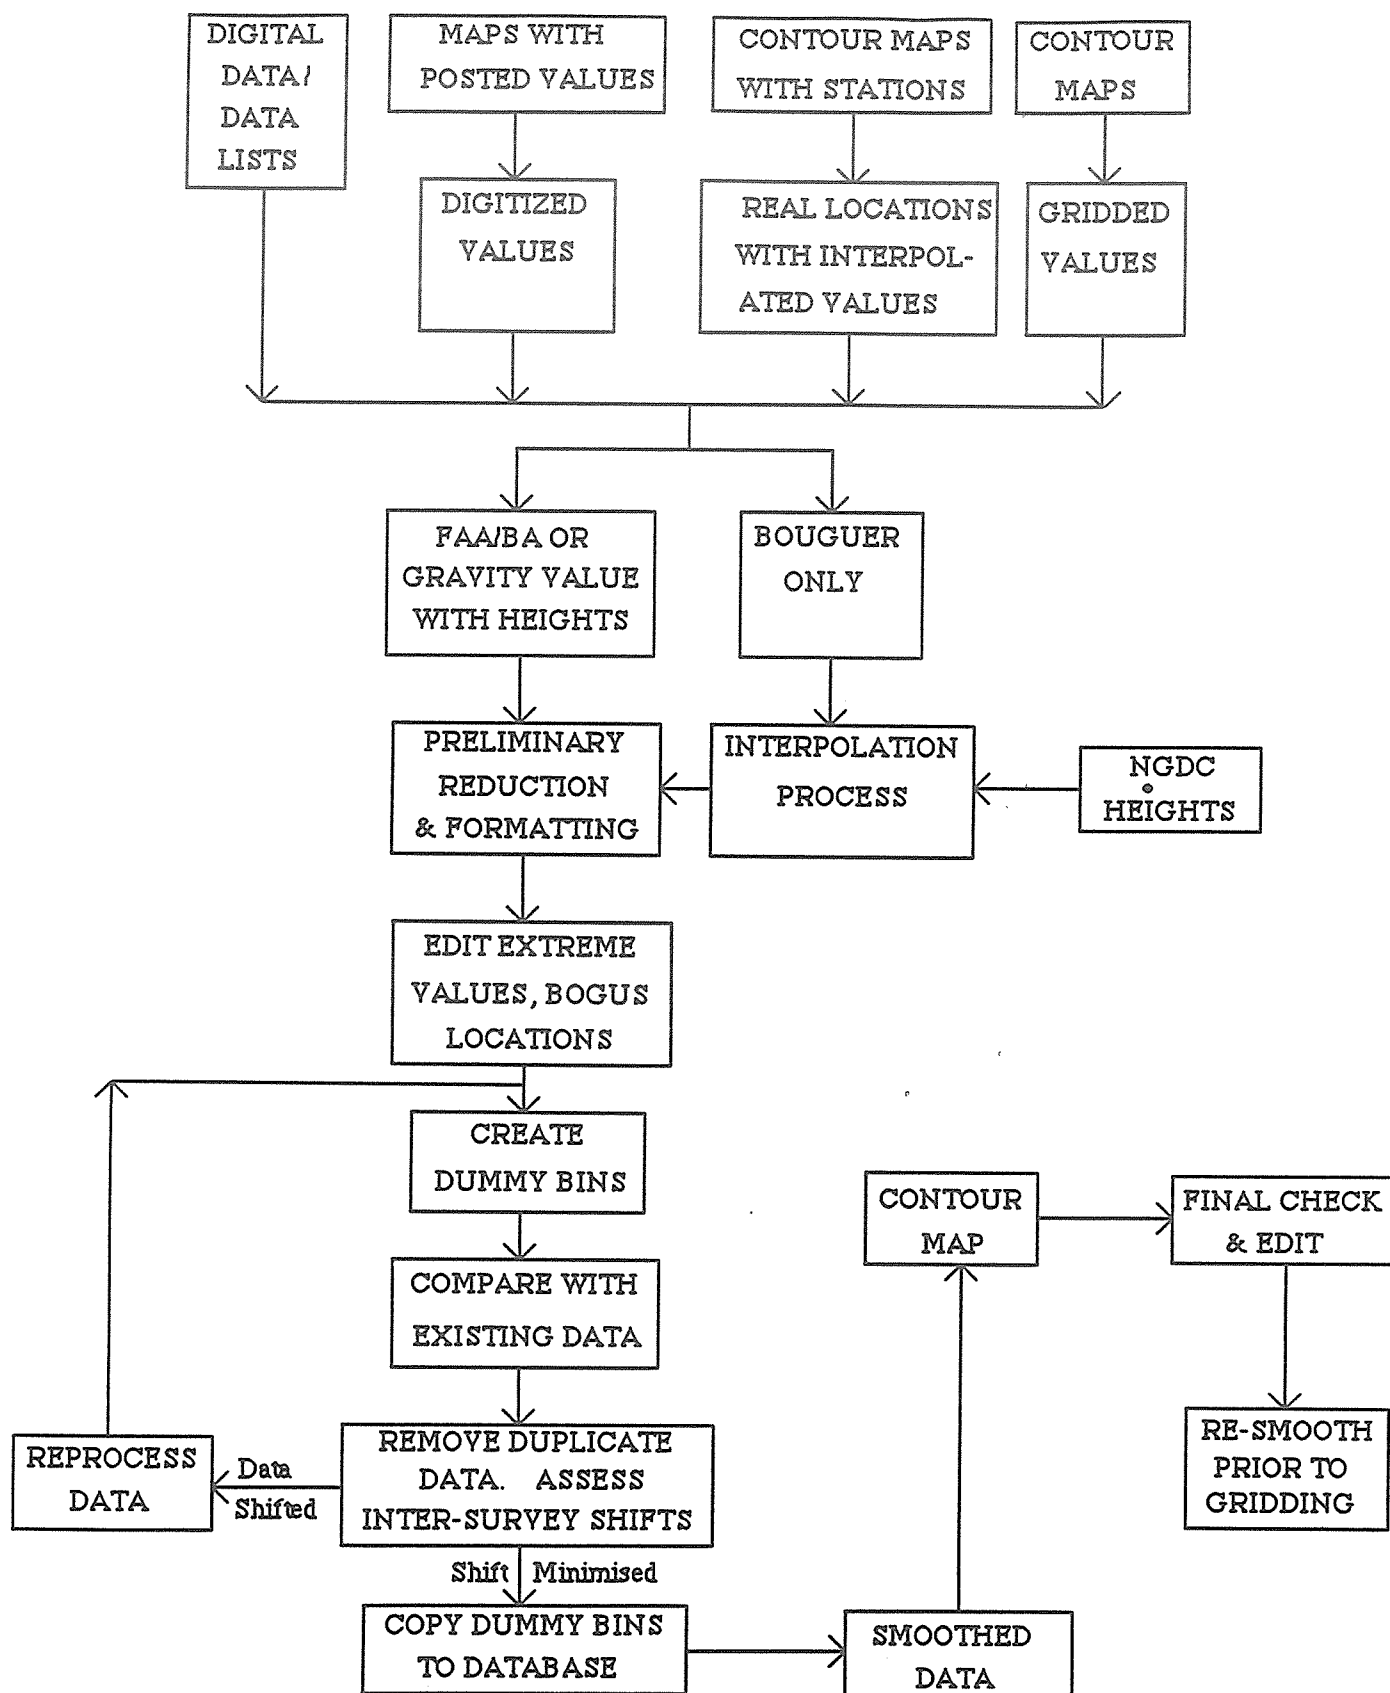 DIGITAL
DATA/
DATA
LISTS
MAPS WITH
POSTED VALUES
CONTOUR MAPS
WITH STATIONS
CONTOUR
MAPS
DIGITIZED
VALUES
REAL LOCATIONS
WITH INTERPOL-
ATED VALUES
GRIDDED
VALUES
FAA/BA OR
GRAVITY VALUE
WITH HEIGHTS
BOUGUER
ONLY
PRELIMINARY
REDUCTION
& FORMATTING
INTERPOLATION
PROCESS
NGDC
HEIGHTS
EDIT EXTREME
VALUES, BOGUS
LOCATIONS
CREATE
DUMMY BINS
COMPARE WITH
EXISTING DATA
REMOVE DUPLICATE
DATA. ASSESS
INTER-SURVEY SHIFTS
Data
Shifted
REPROCESS
DATA
Shift Minimised
COPY DUMMY BINS
TO DATABASE
SMOOTHED
DATA
CONTOUR
MAP
FINAL CHECK
& EDIT
RE-SMOOTH
PRIOR TO
GRIDDING